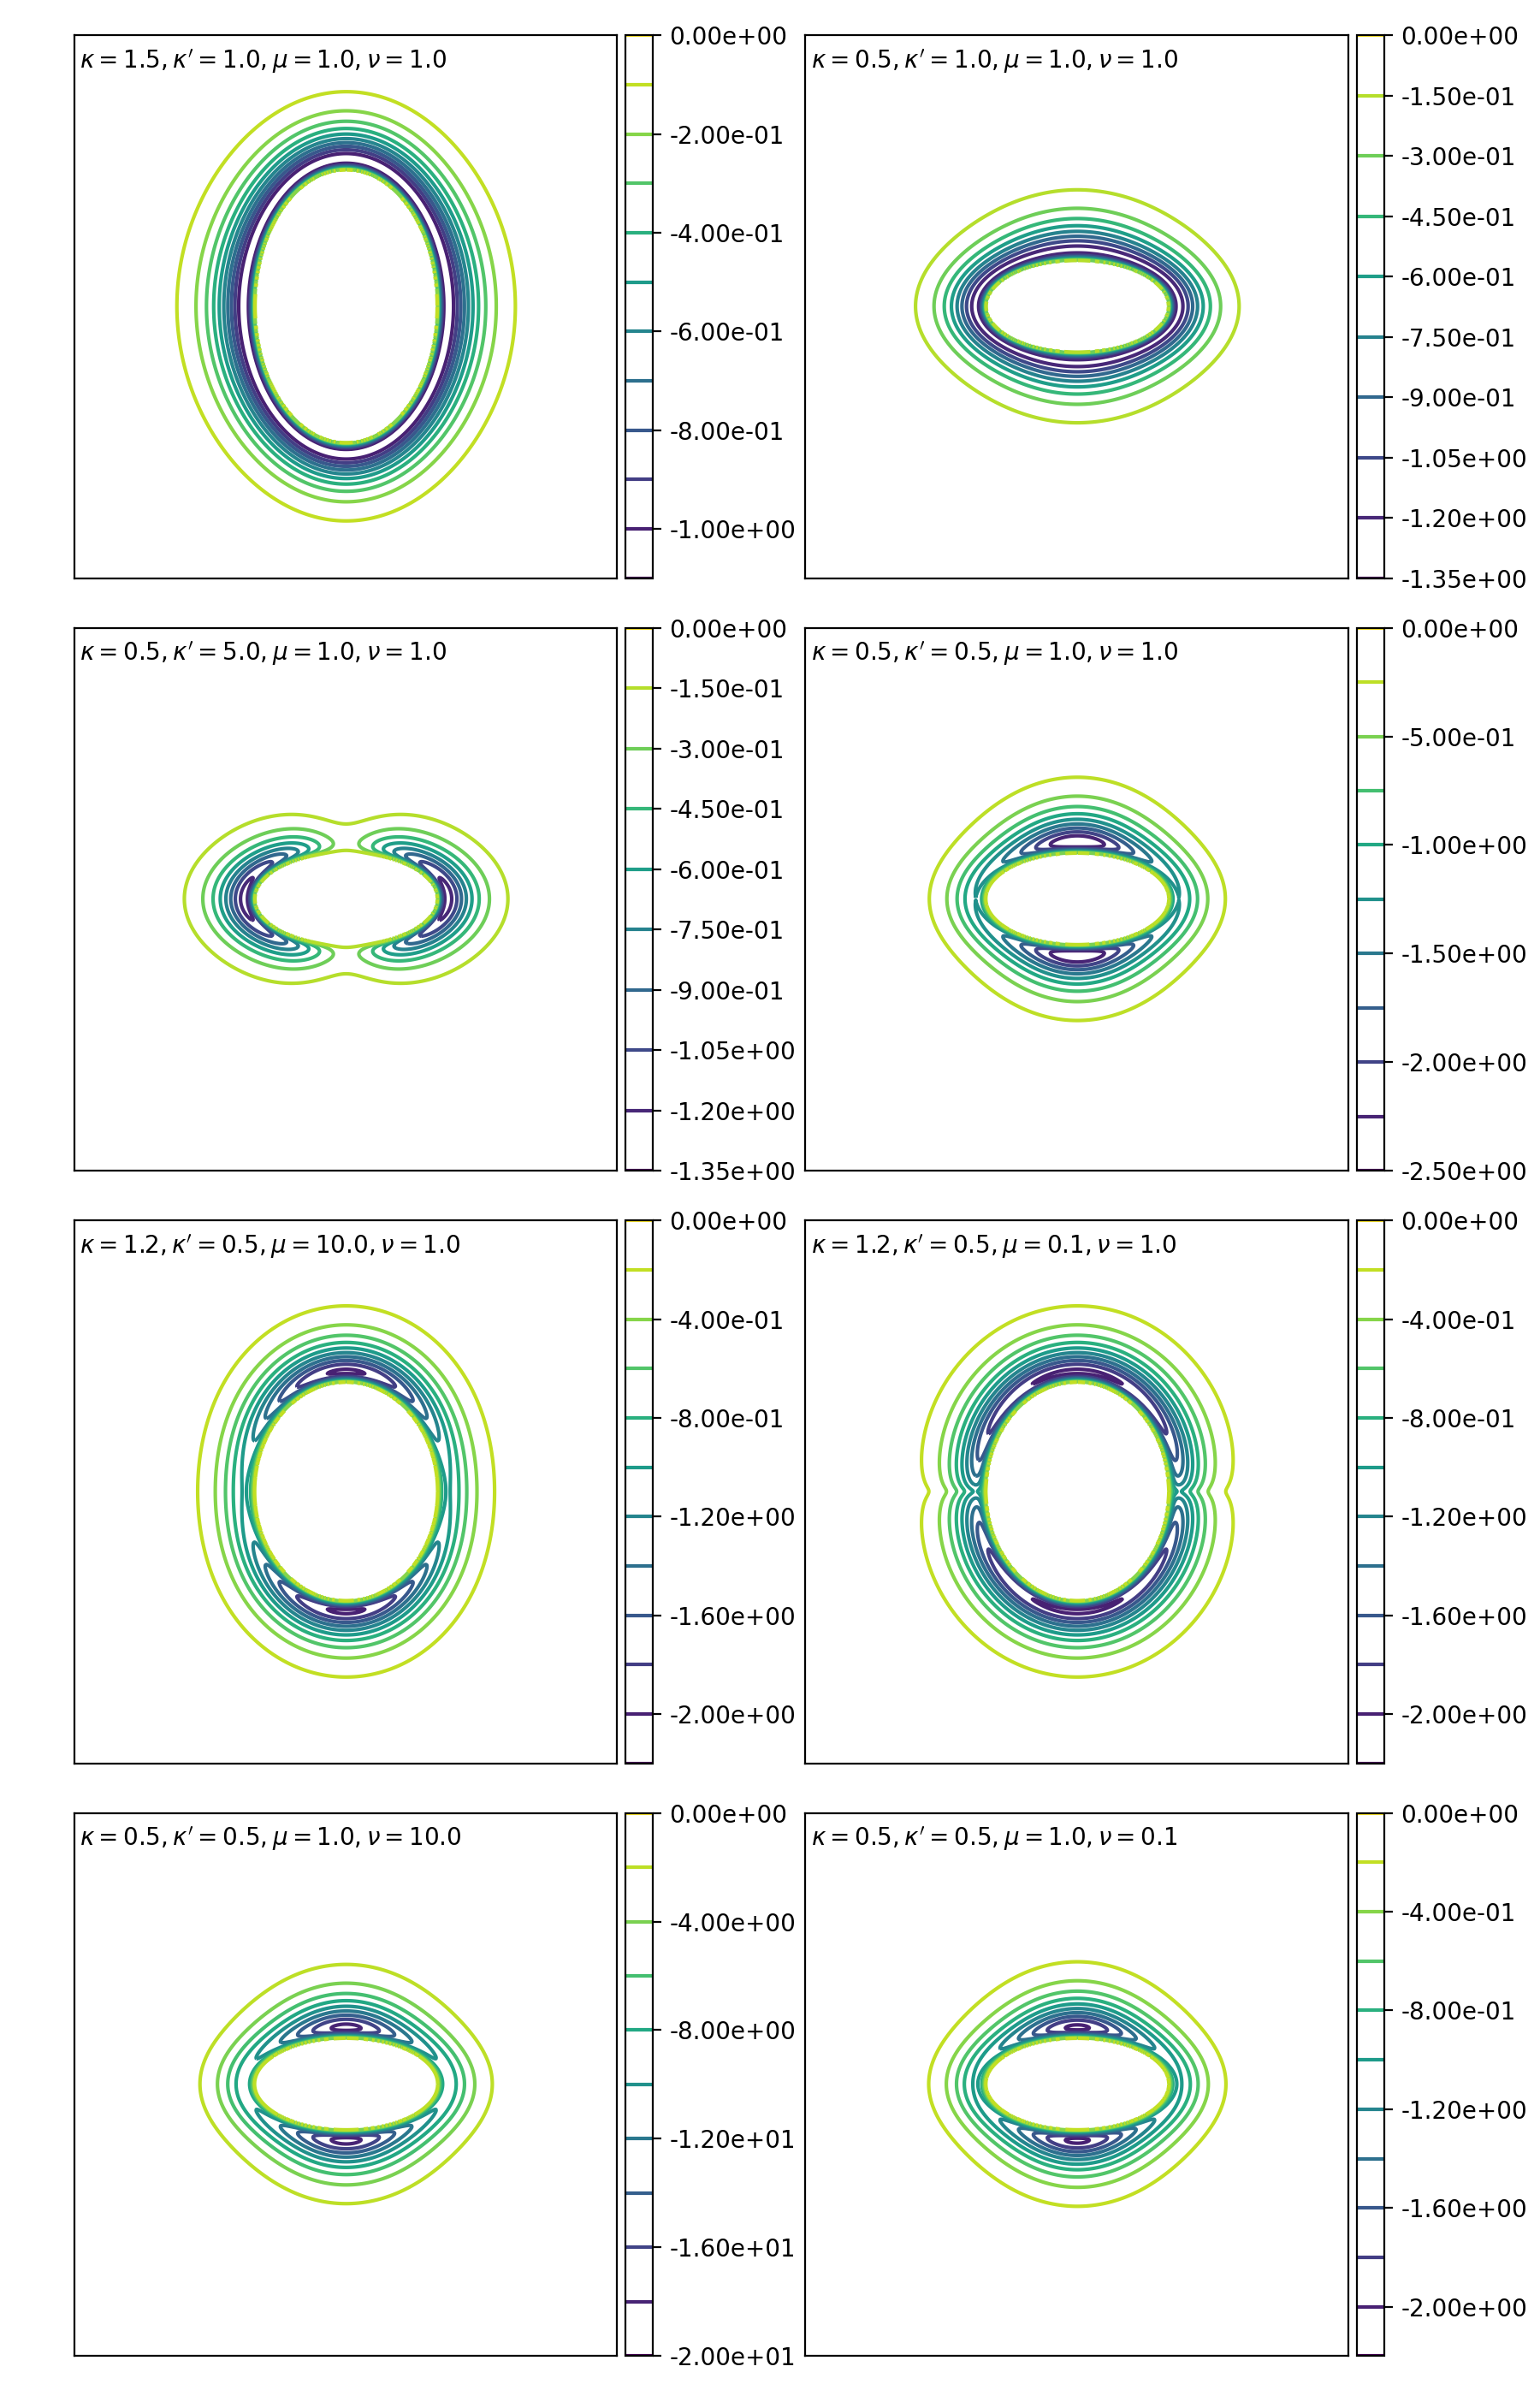 κ = 1.5, κ′ = 1.0, μ = 1.0, ν = 1.0
0.00e+00
-2.00e-01
-4.00e-01
-6.00e-01
-8.00e-01
-1.00e+00
κ = 0.5, κ′ = 1.0, μ = 1.0, ν = 1.0
0.00e+00
-1.50e-01
-3.00e-01
-4.50e-01
-6.00e-01
-7.50e-01
-9.00e-01
-1.05e+00
-1.20e+00
-1.35e+00
κ = 0.5, κ′ = 5.0, μ = 1.0, ν = 1.0
0.00e+00
-1.50e-01
-3.00e-01
-4.50e-01
-6.00e-01
-7.50e-01
-9.00e-01
-1.05e+00
-1.20e+00
-1.35e+00
κ = 0.5, κ′ = 0.5, μ = 1.0, ν = 1.0
0.00e+00
-5.00e-01
-1.00e+00
-1.50e+00
-2.00e+00
-2.50e+00
κ = 1.2, κ′ = 0.5, μ = 10.0, ν = 1.0
0.00e+00
-4.00e-01
-8.00e-01
-1.20e+00
-1.60e+00
-2.00e+00
κ = 1.2, κ′ = 0.5, μ = 0.1, ν = 1.0
0.00e+00
-4.00e-01
-8.00e-01
-1.20e+00
-1.60e+00
-2.00e+00
κ = 0.5, κ′ = 0.5, μ = 1.0, ν = 10.0
0.00e+00
-4.00e+00
-8.00e+00
-1.20e+01
-1.60e+01
-2.00e+01
κ = 0.5, κ′ = 0.5, μ = 1.0, ν = 0.1
0.00e+00
-4.00e-01
-8.00e-01
-1.20e+00
-1.60e+00
-2.00e+00